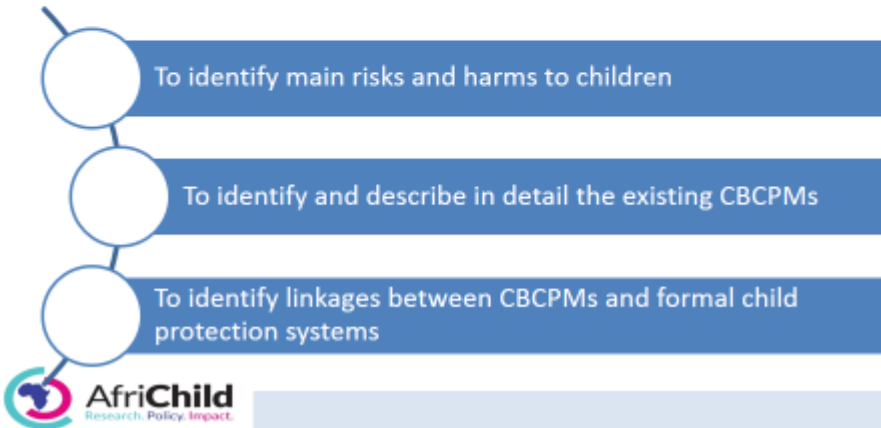 To identify main risks and harms to children
To identify and describe in detail the existing CBCPMs
To identify linkages between CBCPMs and formal child
protection systems
AfriChild
Research. Policy. Impact.